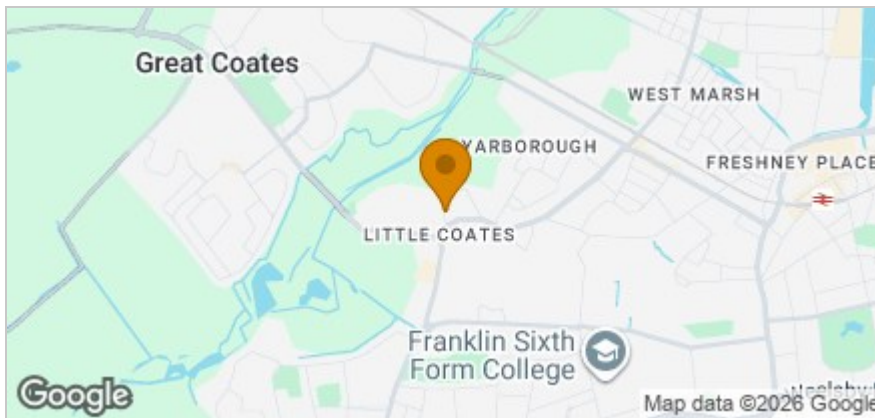 Great Coates
WEST MARSH
YARBOROUGH
FRESHNEY PLACE
LITTLE COATES
Franklin Sixth
Form College
Google
Map data ©2026 Google